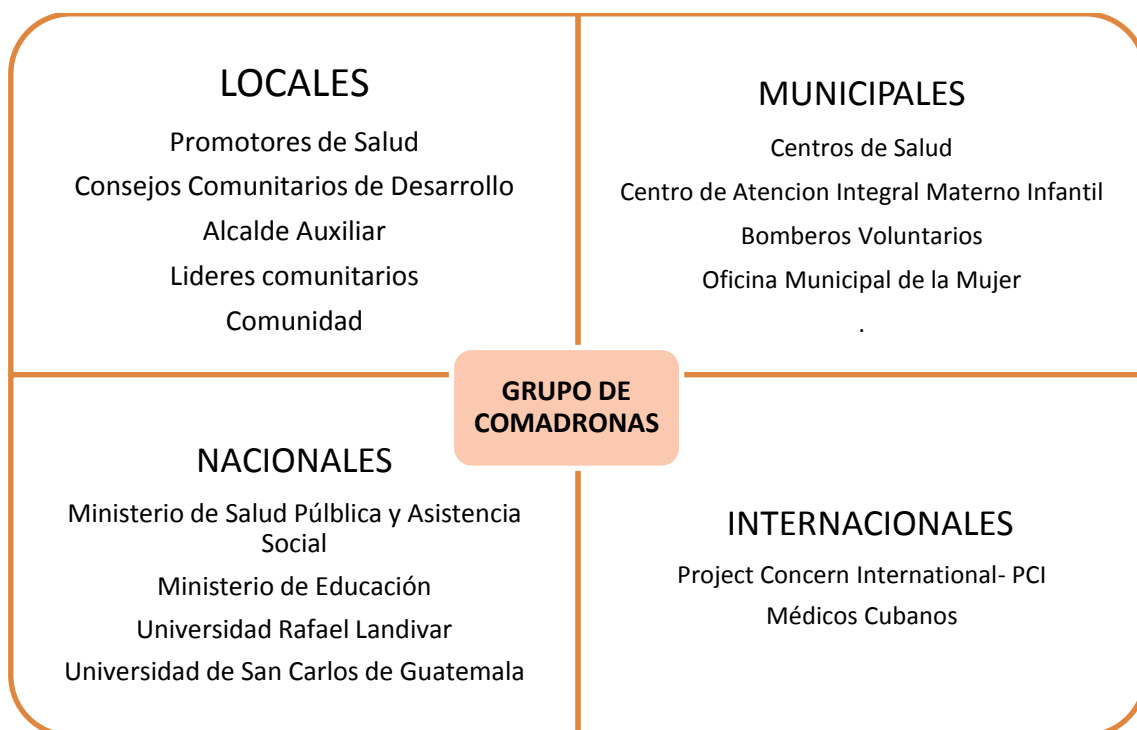 LOCALES
Promotores de Salud
Consejos Comunitarios de Desarrollo
Alcalde Auxiliar
Lideres comunitarios
Comunidad
MUNICIPALES
Centros de Salud
Centro de Atencion Integral Materno Infantil
Bomberos Voluntarios
Oficina Municipal de la Mujer
.
GRUPO DE
COMADRONAS
NACIONALES
Ministerio de Salud Púlblica y Asistencia
Social
Ministerio de Educación
Universidad Rafael Landivar
Universidad de San Carlos de Guatemala
INTERNACIONALES
Project Concern International- PCI
Médicos Cubanos